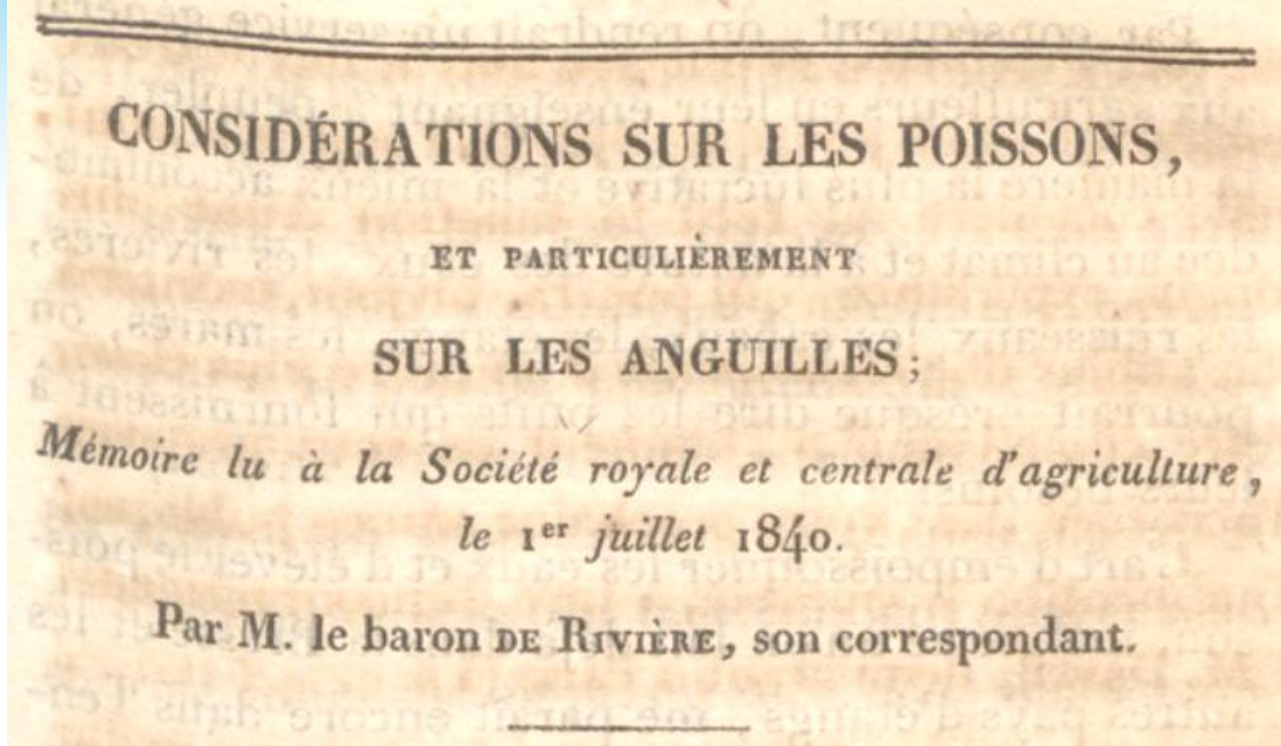 CONSIDÉRATIONS SUR LES POISSONS,
ET PARTICULIÈREMENT
SUR LES ANGUILLES;
Mémoire lu à la Société royale et centrale d'agriculture,
le 1er juillet 1840.
Par M. le baron DE RIVIÈRE, son correspondant.